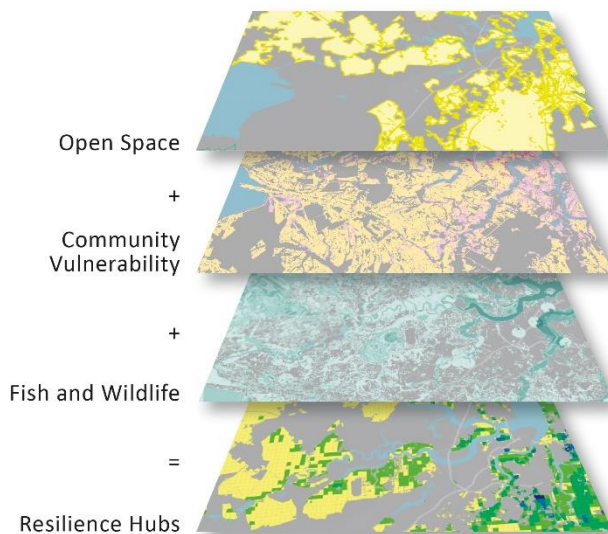 Open Space
+
Community
Vulnerability
+
Fish and Wildlife
=
Resilience Hubs